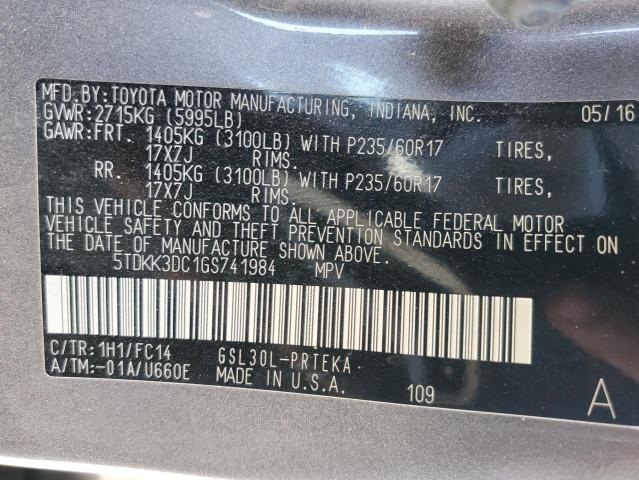 MFD.BY:TOYOTA MOTOR MANUFACTURING, INDIANA, INC. 05/16
GVWR:2715KG (5995LB)
GAWR:FRT. 1405KG (3100LB) WITH P235/60R17 TIRES,
17X7J RIMS.
RR. 1405KG (3100LB) WITH P235/60R17 TIRES,
17X7J RIMS.
THIS VEHICLE CONFORMS TO ALL APPLICABLE FEDERAL MOTOR
VEHICLE SAFETY AND THEFT PREVENTION STANDARDS IN EFFECT ON
THE DATE OF MANUFACTURE SHOWN ABOVE.
5TDKK3DC1GS741984 MPV
C/TR:1H1/FC14 GSL30L-PRTEKA
A/TM:-01A/U660E MADE IN U.S.A. 109 A